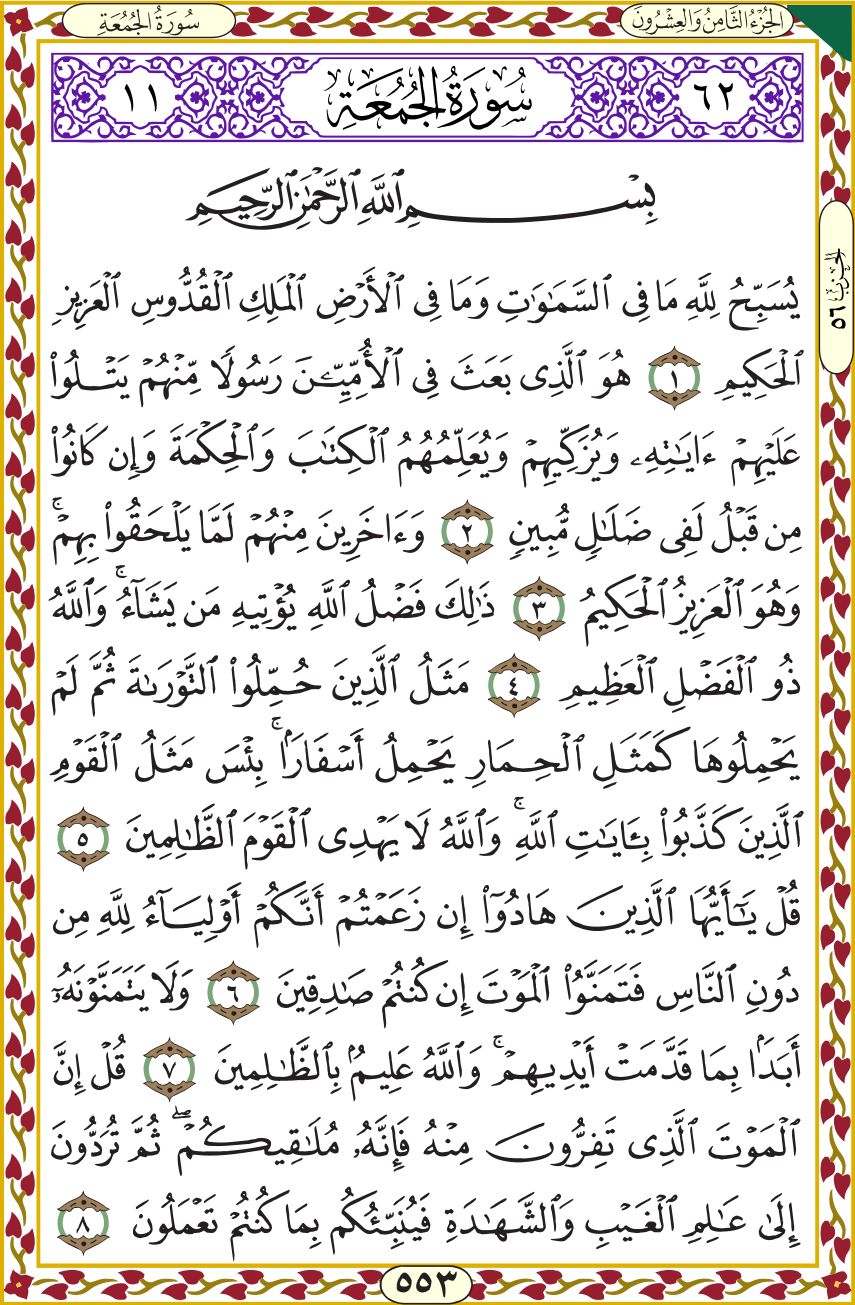 الجُزْءُ الثَّامِنُ وَالعِشْرُونَ
سُورَةُ الجُمُعَةِ
٦٢ سُورَةُ الجُمُعَةِ ١١
بِسْمِ ٱللَّهِ ٱلرَّحْمَٰنِ ٱلرَّحِيمِ
الحزب ٥٦
يُسَبِّحُ لِلَّهِ مَا فِى ٱلسَّمَٰوَٰتِ وَمَا فِى ٱلْأَرْضِ ٱلْمَلِكِ ٱلْقُدُّوسِ ٱلْعَزِيزِ
ٱلْحَكِيمِ ١ هُوَ ٱلَّذِى بَعَثَ فِى ٱلْأُمِّيِّـۧنَ رَسُولًا مِّنْهُمْ يَتْلُوا۟
عَلَيْهِمْ ءَايَٰتِهِۦ وَيُزَكِّيهِمْ وَيُعَلِّمُهُمُ ٱلْكِتَٰبَ وَٱلْحِكْمَةَ وَإِن كَانُوا۟
مِن قَبْلُ لَفِى ضَلَٰلٍ مُّبِينٍ ٢ وَءَاخَرِينَ مِنْهُمْ لَمَّا يَلْحَقُوا۟ بِهِمْ ۚ
وَهُوَ ٱلْعَزِيزُ ٱلْحَكِيمُ ٣ ذَٰلِكَ فَضْلُ ٱللَّهِ يُؤْتِيهِ مَن يَشَآءُ ۚ وَٱللَّهُ
ذُو ٱلْفَضْلِ ٱلْعَظِيمِ ٤ مَثَلُ ٱلَّذِينَ حُمِّلُوا۟ ٱلتَّوْرَىٰةَ ثُمَّ لَمْ
يَحْمِلُوهَا كَمَثَلِ ٱلْحِمَارِ يَحْمِلُ أَسْفَارًۢا ۚ بِئْسَ مَثَلُ ٱلْقَوْمِ
ٱلَّذِينَ كَذَّبُوا۟ بِـَٔايَٰتِ ٱللَّهِ ۚ وَٱللَّهُ لَا يَهْدِى ٱلْقَوْمَ ٱلظَّٰلِمِينَ ٥
قُلْ يَٰٓأَيُّهَا ٱلَّذِينَ هَادُوٓا۟ إِن زَعَمْتُمْ أَنَّكُمْ أَوْلِيَآءُ لِلَّهِ مِن
دُونِ ٱلنَّاسِ فَتَمَنَّوُا۟ ٱلْمَوْتَ إِن كُنتُمْ صَٰدِقِينَ ٦ وَلَا يَتَمَنَّوْنَهُۥٓ
أَبَدًۢا بِمَا قَدَّمَتْ أَيْدِيهِمْ ۚ وَٱللَّهُ عَلِيمٌۢ بِٱلظَّٰلِمِينَ ٧ قُلْ إِنَّ
ٱلْمَوْتَ ٱلَّذِى تَفِرُّونَ مِنْهُ فَإِنَّهُۥ مُلَٰقِيكُمْ ۖ ثُمَّ تُرَدُّونَ
إِلَىٰ عَٰلِمِ ٱلْغَيْبِ وَٱلشَّهَٰدَةِ فَيُنَبِّئُكُم بِمَا كُنتُمْ تَعْمَلُونَ ٨
٥٥٣